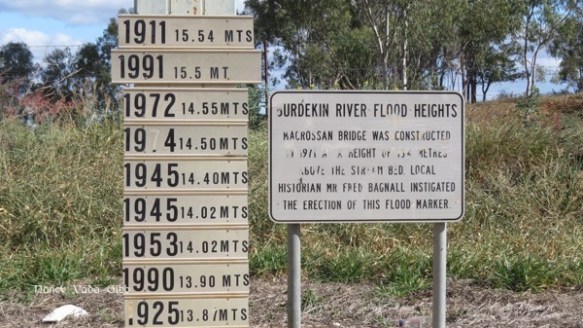 1911 15.54 MTS
1991 15.5 MT.
1972 14.55MTS
19 4 14.50MTS
1945 14.40MTS
1945 14.02MTS
1953 14.02MTS
1990 13.90 MTS
.925 13.87MTS
BURDEKIN RIVER FLOOD HEIGHTS
MACROSSAN BRIDGE WAS CONSTRUCTED
HEIGHT OF METRES
ABOVE THE STREAM BED. LOCAL
HISTORIAN MR FRED BAGNALL INSTIGATED
THE ERECTION OF THIS FLOOD MARKER.